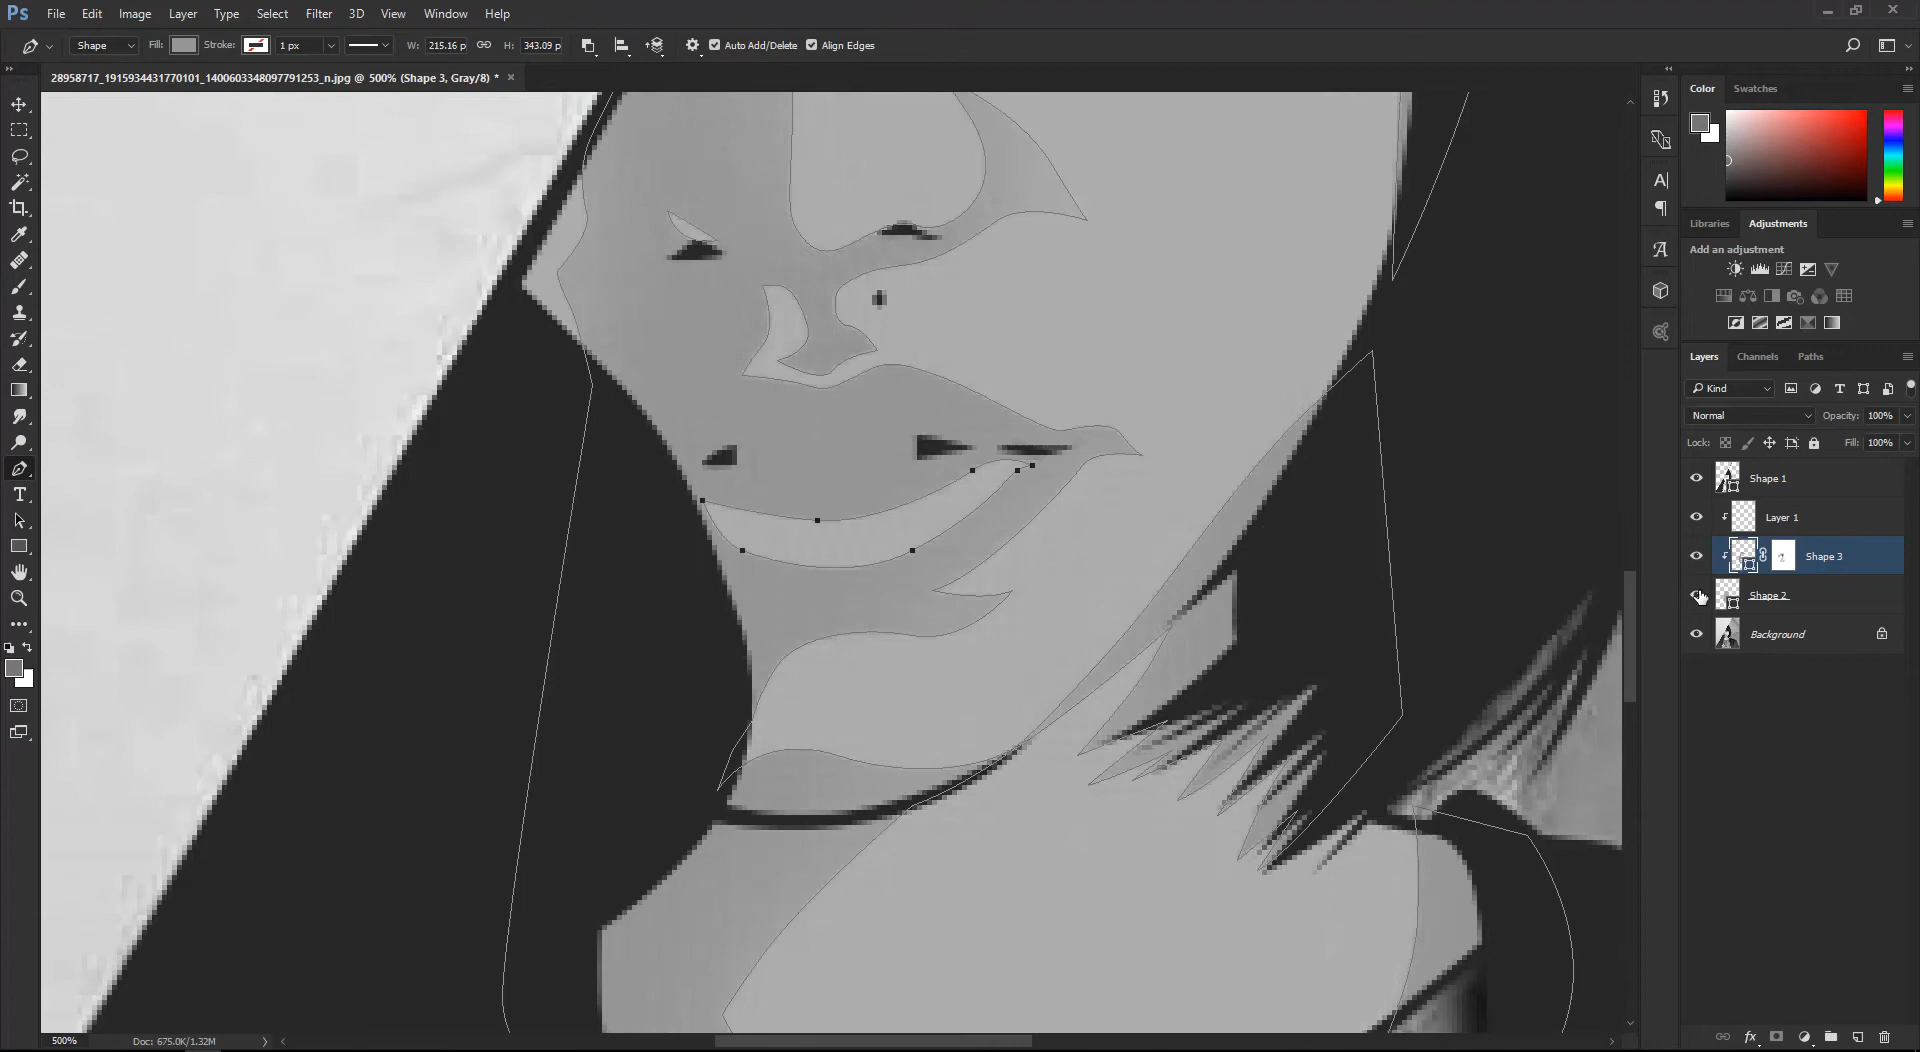 Ps File Edit Image Layer Type Select Filter 3D View Window Help
Shape Fill: Stroke: 1 px W: 215.16 p H: 343.09 p Auto Add/Delete Align Edges
28958717_1915934431770101_1400603348097791253_n.jpg @ 500% (Shape 3, Gray/8) *
Color Swatches
Libraries Adjustments
Add an adjustment
Layers Channels Paths
Kind
Normal Opacity: 100%
Lock: Fill: 100%
Shape 1
Layer 1
Shape 3
Shape 2
Background
500% Doc: 675.0K/1.32M